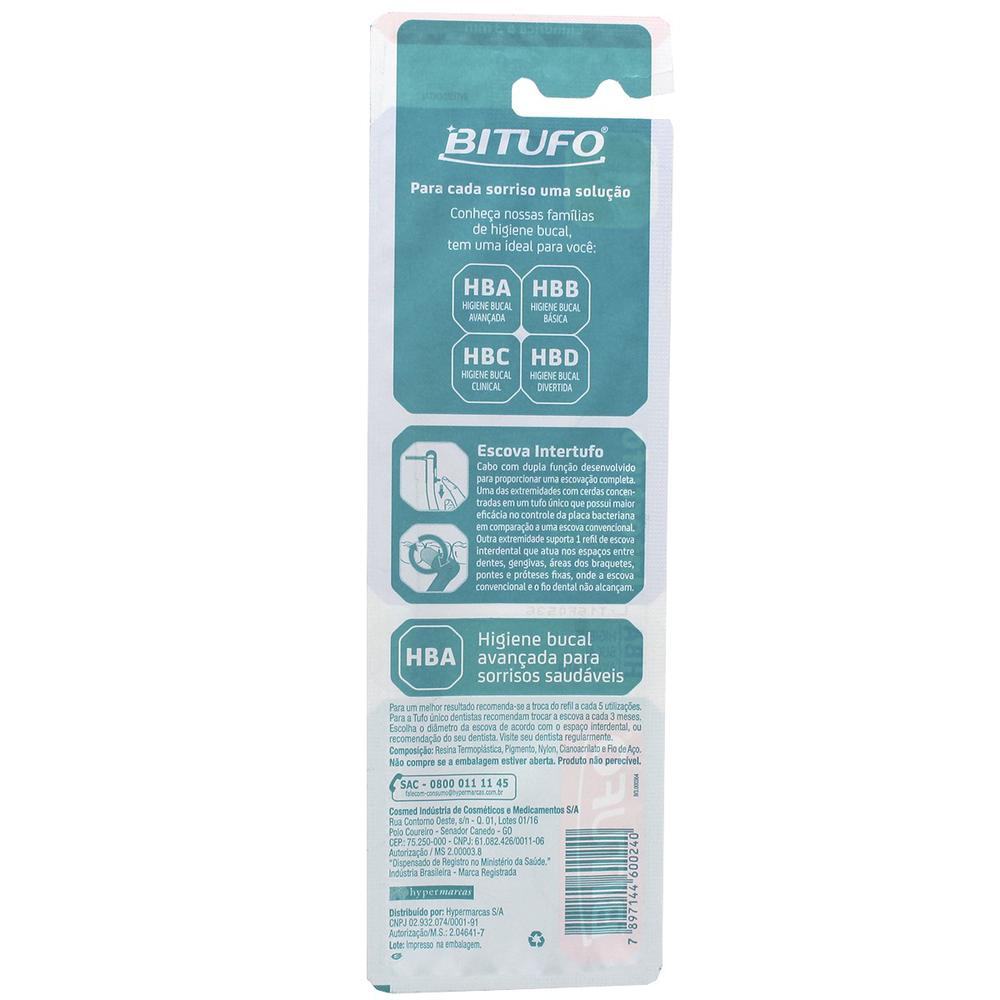 BITUFO®
Para cada sorriso uma solução
Conheça nossas famílias
de higiene bucal,
tem uma ideal para você:
HBA
HIGIENE BUCAL
AVANÇADA
HBB
HIGIENE BUCAL
BÁSICA
HBC
HIGIENE BUCAL
CLINICAL
HBD
HIGIENE BUCAL
DIVERTIDA
Escova Intertufo
Cabo com dupla função desenvolvido
para proporcionar uma escovação completa.
Uma das extremidades com cerdas concen-
tradas em um tufo único que possui maior
eficácia no controle da placa bacteriana
em comparação a uma escova convencional.
Outra extremidade suporta 1 refil de escova
interdental que atua nos espaços entre
dentes, gengivas, áreas dos braquetes,
pontes e próteses fixas, onde a escova
convencional e o fio dental não alcançam.
HBA
Higiene bucal
avançada para
sorrisos saudáveis
Para um melhor resultado recomenda-se a troca do refil a cada 5 utilizações.
Para a Tufo único dentistas recomendam trocar a escova a cada 3 meses.
Escolha o diâmetro da escova de acordo com o espaço interdental, ou
recomendação do seu dentista. Visite seu dentista regularmente.
Composição: Resina Termoplástica, Pigmento, Nylon, Cianoacrilato e Fio de Aço.
Não compre se a embalagem estiver aberta. Produto não perecível.
SAC - 0800 011 11 45
falecom-consumo@hypermarcas.com.br
Cosmed Indústria de Cosméticos e Medicamentos S/A
Rua Contorno Oeste, s/n - Q. 01, Lotes 01/16
Polo Coureiro - Senador Canedo - GO
CEP.: 75.250-000 - CNPJ: 61.082.426/0011-06
Autorização / MS 2.00003.8
"Dispensado de Registro no Ministério da Saúde."
Indústria Brasileira - Marca Registrada
hypermarcas
Distribuído por: Hypermarcas S/A
CNPJ 02.932.074/0001-91
Autorização/M.S.: 2.04641-7
Lote: Impresso na embalagem.
7 897144 600240